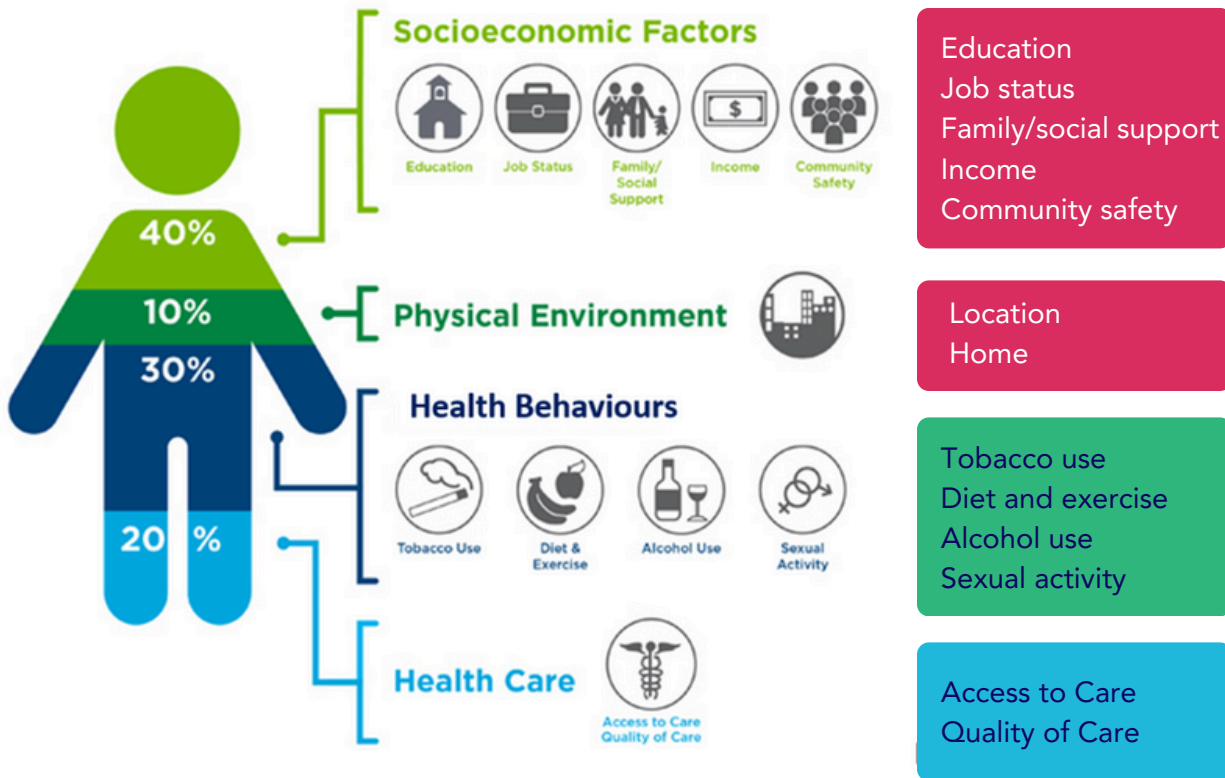 Socioeconomic Factors
Education
Job Status
Family/
Social
Support
Income
Community
Safety
40%
10%
Physical Environment
30%
Health Behaviours
Tobacco Use
Diet &
Exercise
Alcohol Use
Sexual
Activity
20 %
Health Care
Access to Care
Quality of Care
Education
Job status
Family/social support
Income
Community safety
Location
Home
Tobacco use
Diet and exercise
Alcohol use
Sexual activity
Access to Care
Quality of Care